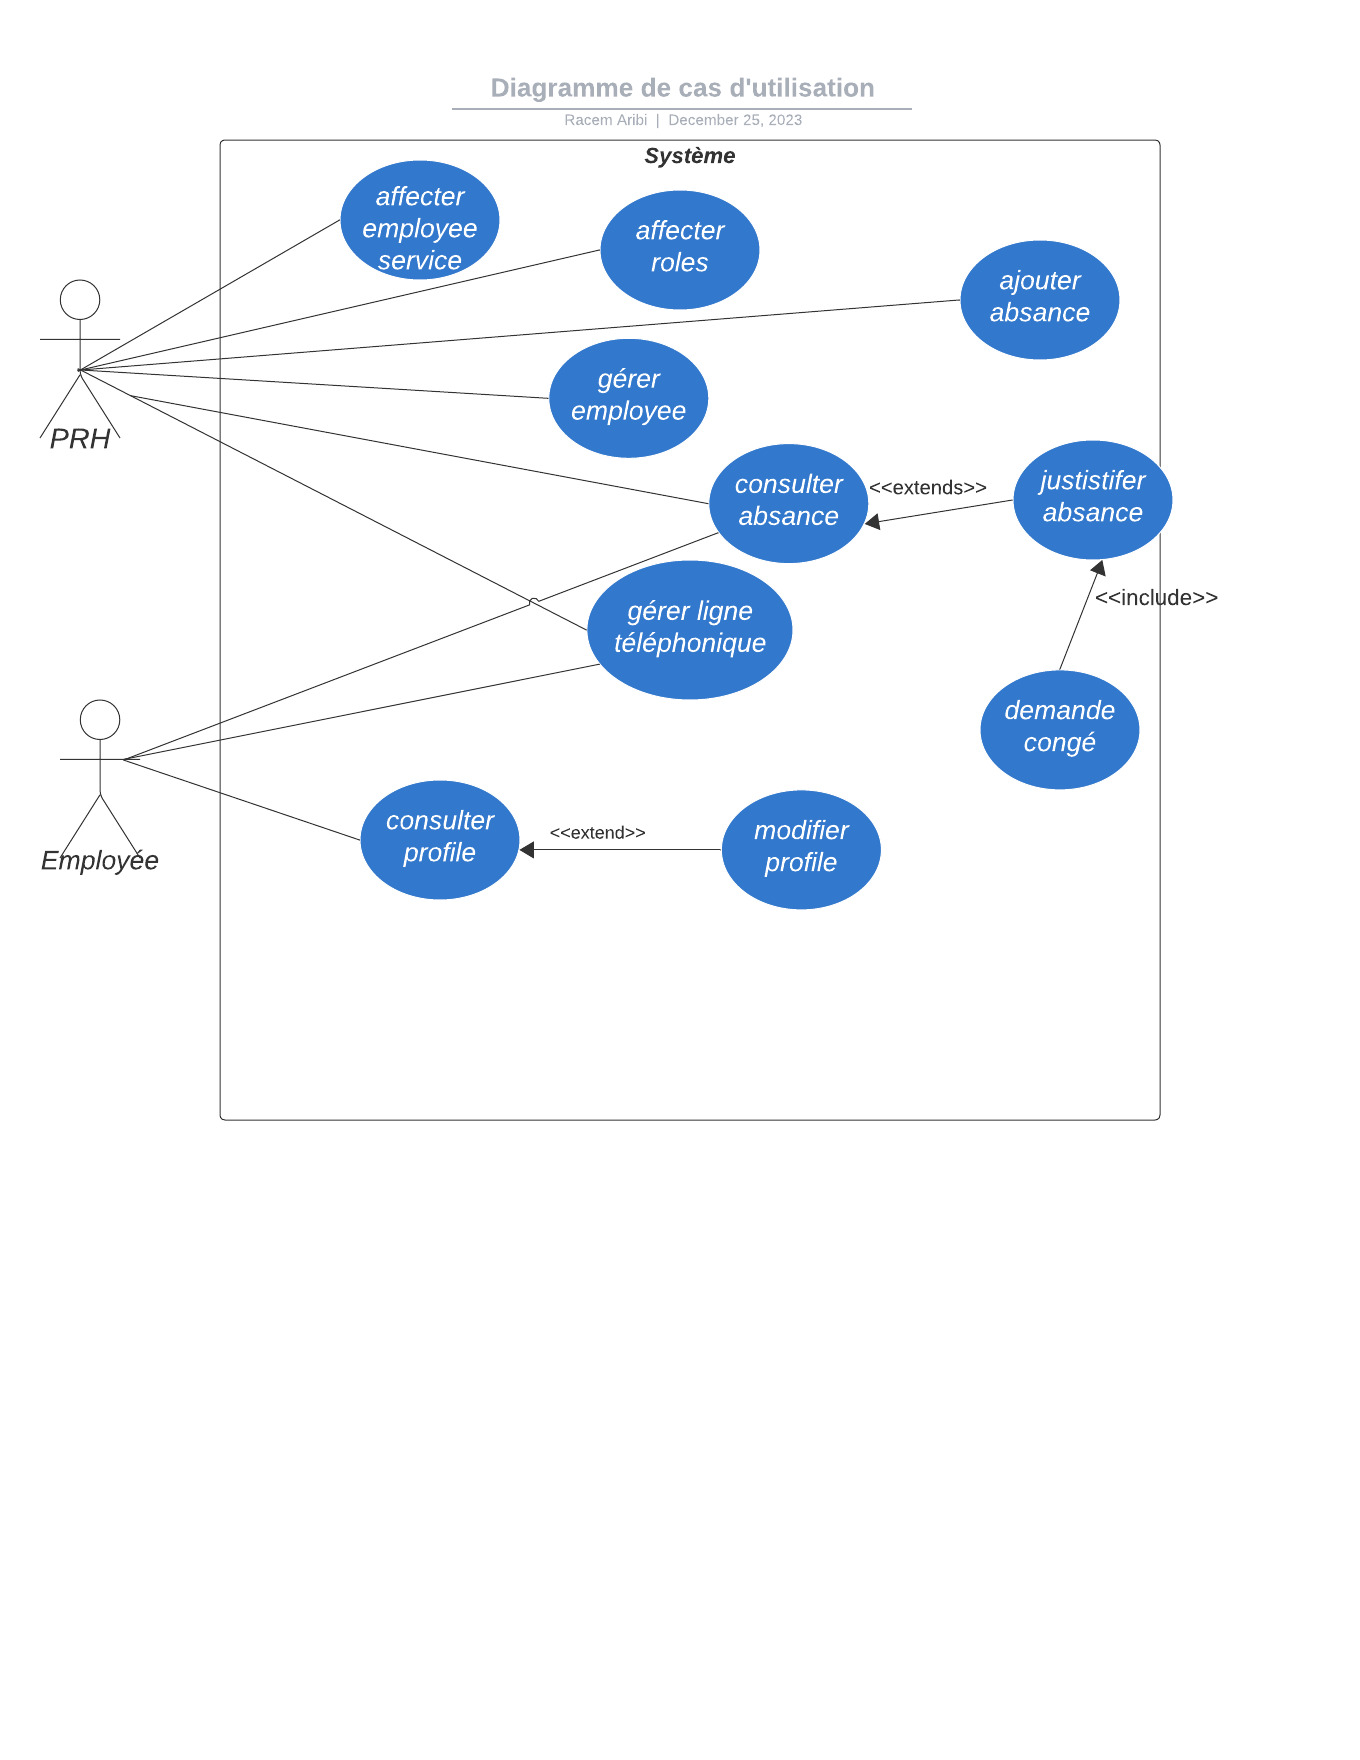 Diagramme de cas d'utilisation
Racem Aribi | December 25, 2023
Système
affecter
employee
service
affecter
roles
ajouter
absance
gérer
employee
PRH
consulter
absance
<<extends>>
justistifer
absance
<<include>>
gérer ligne
téléphonique
demande
congé
Employée
consulter
profile
<<extend>>
modifier
profile